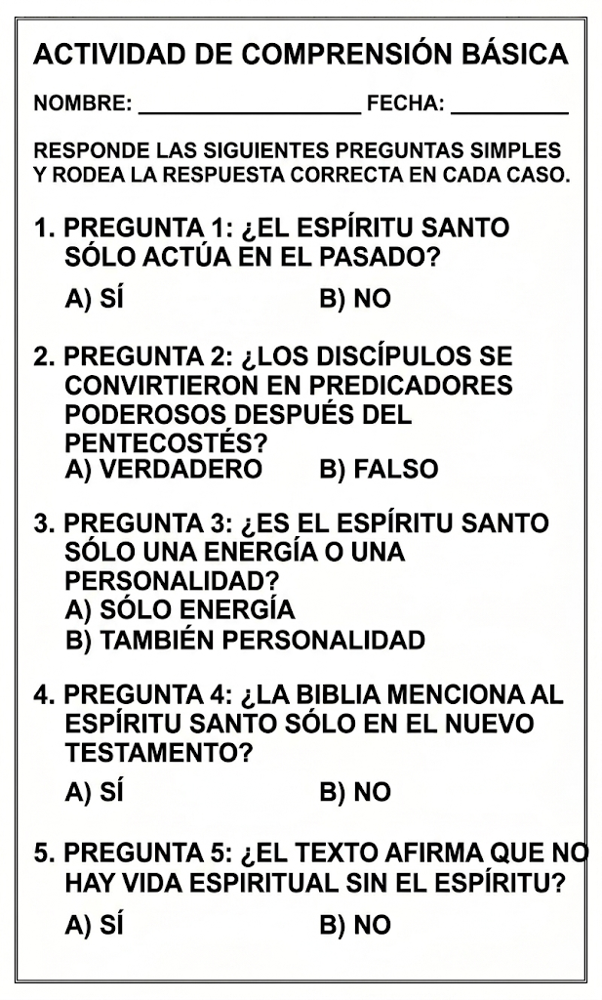 ACTIVIDAD DE COMPRENSIÓN BÁSICA
NOMBRE: ____________________ FECHA: __________
RESPONDE LAS SIGUIENTES PREGUNTAS SIMPLES
Y RODEA LA RESPUESTA CORRECTA EN CADA CASO.
1. PREGUNTA 1: ¿EL ESPÍRITU SANTO
SÓLO ACTÚA EN EL PASADO?
A) SÍ B) NO
2. PREGUNTA 2: ¿LOS DISCÍPULOS SE
CONVIRTIERON EN PREDICADORES
PODEROSOS DESPUÉS DEL
PENTECOSTÉS?
A) VERDADERO B) FALSO
3. PREGUNTA 3: ¿ES EL ESPÍRITU SANTO
SÓLO UNA ENERGÍA O UNA
PERSONALIDAD?
A) SÓLO ENERGÍA
B) TAMBIÉN PERSONALIDAD
4. PREGUNTA 4: ¿LA BIBLIA MENCIONA AL
ESPÍRITU SANTO SÓLO EN EL NUEVO
TESTAMENTO?
A) SÍ B) NO
5. PREGUNTA 5: ¿EL TEXTO AFIRMA QUE NO
HAY VIDA ESPIRITUAL SIN EL ESPÍRITU?
A) SÍ B) NO